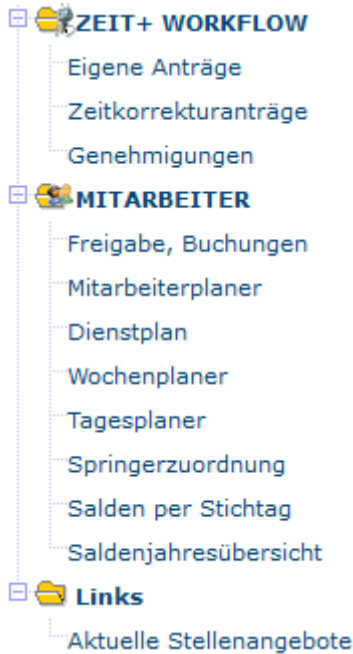 ZEIT+ WORKFLOW
Eigene Anträge
Zeitkorrekturanträge
Genehmigungen
MITARBEITER
Freigabe, Buchungen
Mitarbeiterplaner
Dienstplan
Wochenplaner
Tagesplaner
Springerzuordnung
Salden per Stichtag
Saldenjahresübersicht
Links
Aktuelle Stellenangebote